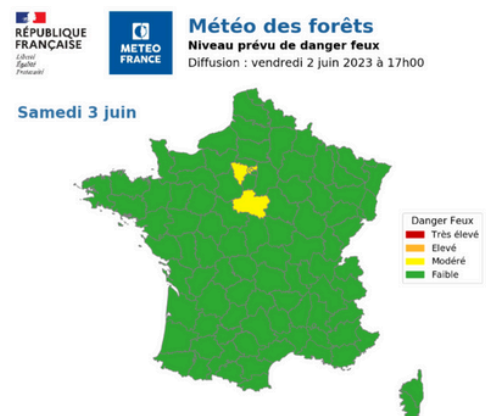 RÉPUBLIQUE
FRANÇAISE
Liberté
Égalité
Fraternité
METEO
FRANCE
Météo des forêts
Niveau prévu de danger feux
Diffusion : vendredi 2 juin 2023 à 17h00
Samedi 3 juin
Danger Feux
Très élevé
Elevé
Modéré
Faible